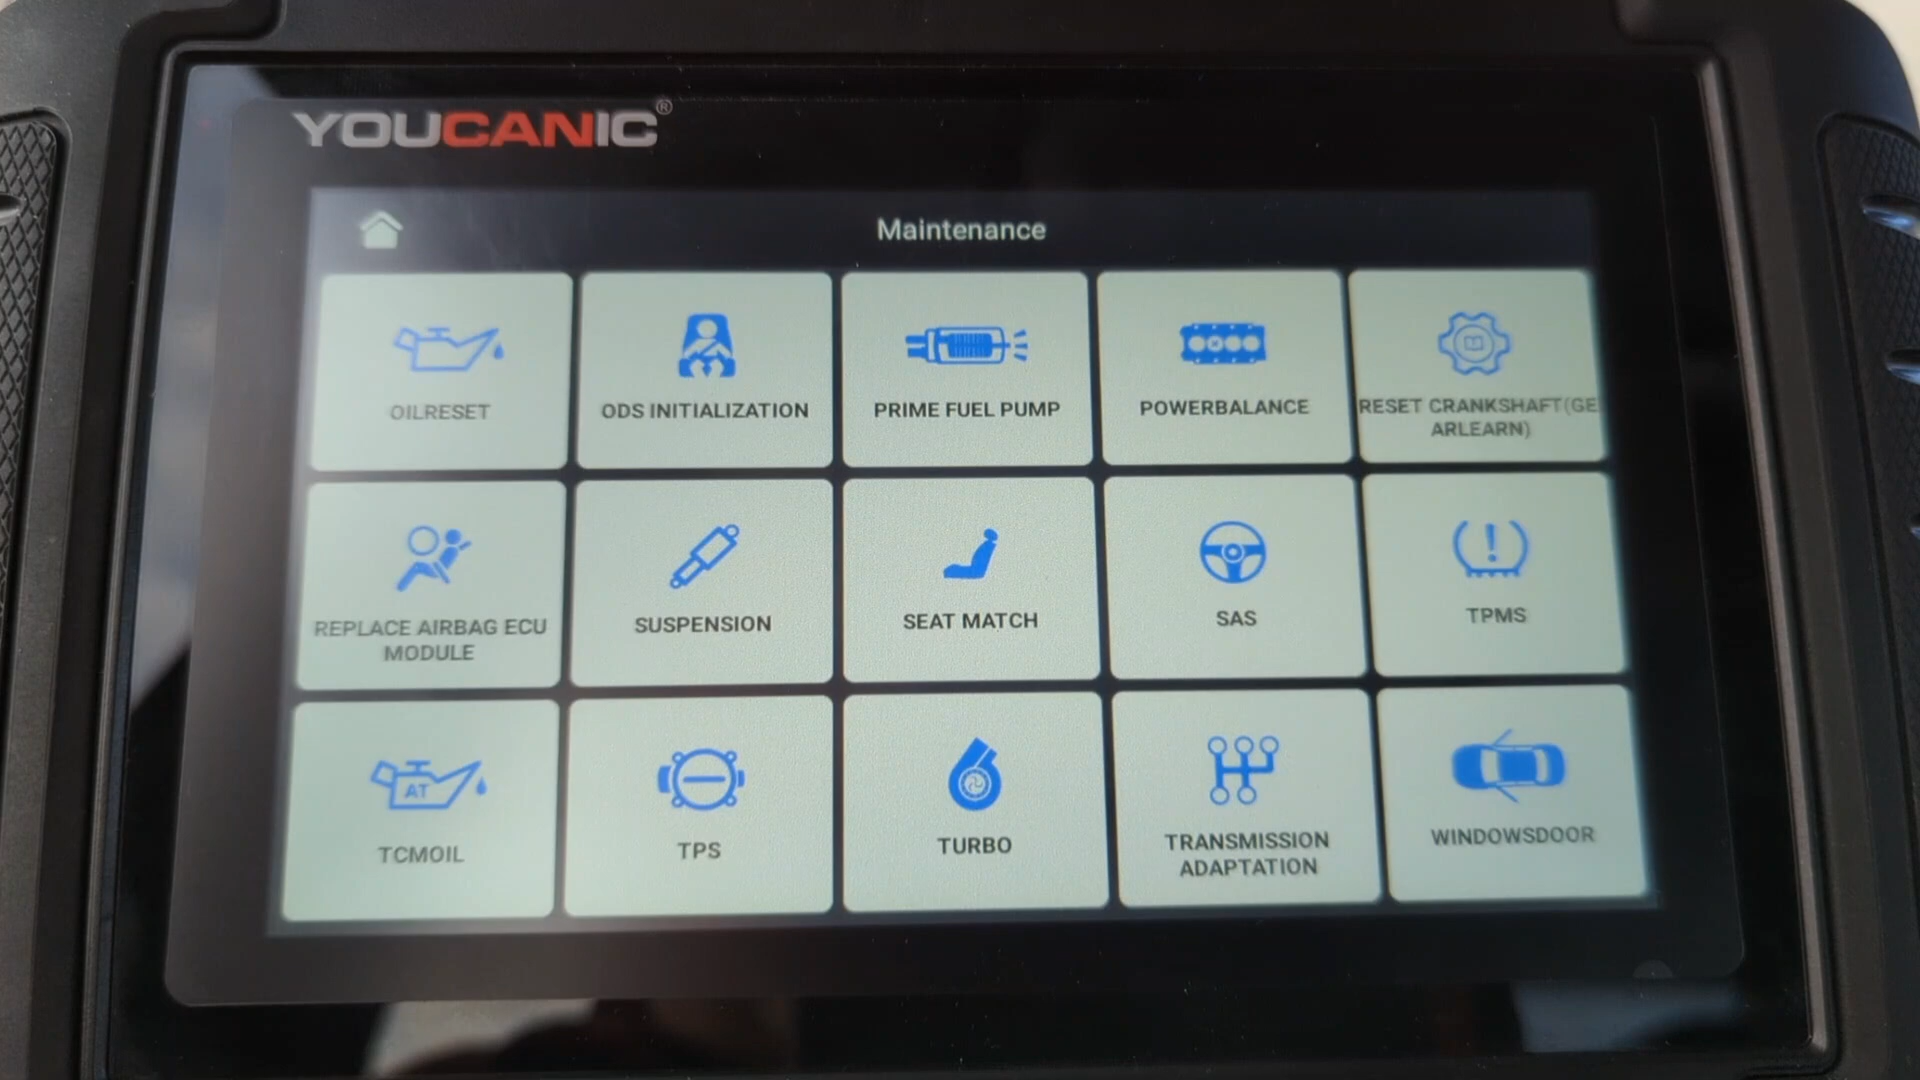 YOUCANIC®
Maintenance
OILRESET
ODS INITIALIZATION
PRIME FUEL PUMP
POWERBALANCE
RESET CRANKSHAFT(GE
ARLEARN)
REPLACE AIRBAG ECU
MODULE
SUSPENSION
SEAT MATCH
SAS
TPMS
AT
TCMOIL
TPS
TURBO
TRANSMISSION
ADAPTATION
WINDOWSDOOR